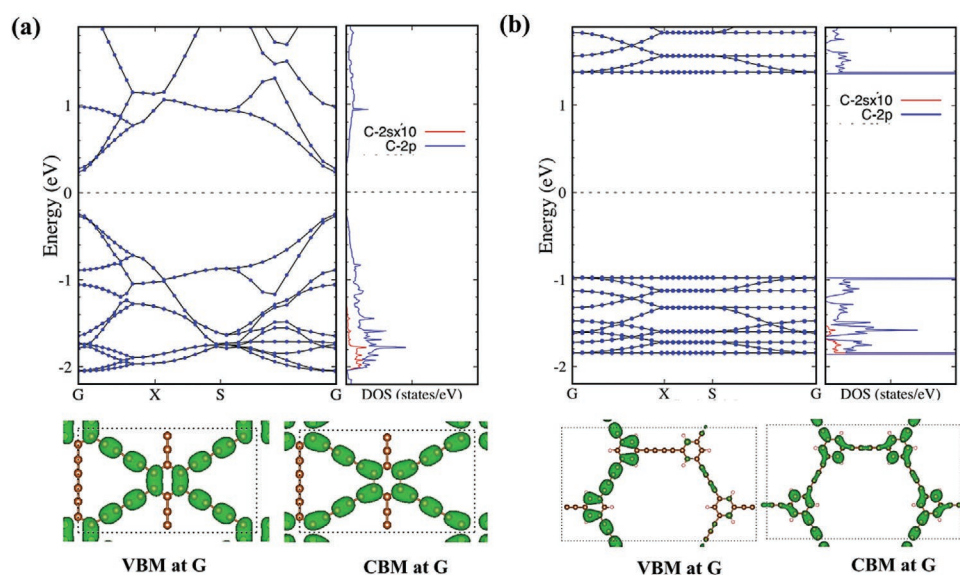 (a)
(b)
C-2sx10
C-2p
C-2sx10
C-2p
Energy (eV)
1
0
-1
-2
Energy (eV)
1
0
-1
-2
G X S G
DOS (states/eV)
G X S G
DOS (states/eV)
VBM at G
CBM at G
VBM at G
CBM at G